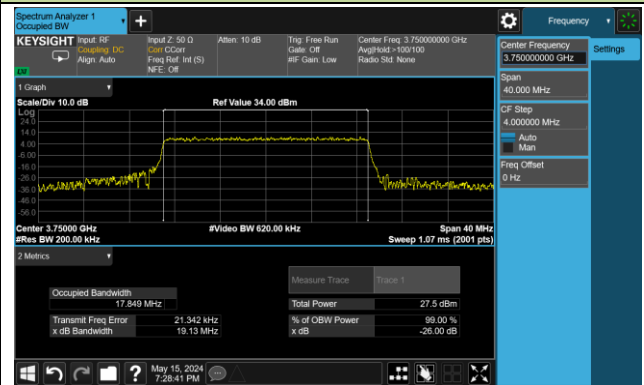 Spectrum Analyzer 1
Occupied BW
Frequency
KEYSIGHT
Input: RF
Coupling: DC
Align: Auto
Input Z: 50 Ω
Corr CCorr
Freq Ref: Int (S)
NFE: Off
Atten: 10 dB
Trig: Free Run
Gate: Off
#IF Gain: Low
Center Freq: 3.750000000 GHz
Avg|Hold:>100/100
Radio Std: None
LXI
Center Frequency
3.750000000 GHz
Settings
Span
40.000 MHz
CF Step
4.000000 MHz
Auto
Man
Freq Offset
0 Hz
1 Graph
Scale/Div 10.0 dB
Ref Value 34.00 dBm
Log
24.0
14.0
4.00
-6.00
-16.0
-26.0
-36.0
-46.0
-56.0
Center 3.75000 GHz
#Video BW 620.00 kHz
Span 40 MHz
#Res BW 200.00 kHz
Sweep 1.07 ms (2001 pts)
2 Metrics
Measure Trace
Trace 1
Occupied Bandwidth
17.849 MHz
Total Power
27.5 dBm
Transmit Freq Error
21.342 kHz
% of OBW Power
99.00 %
x dB Bandwidth
19.13 MHz
x dB
-26.00 dB
May 15, 2024
7:28:41 PM